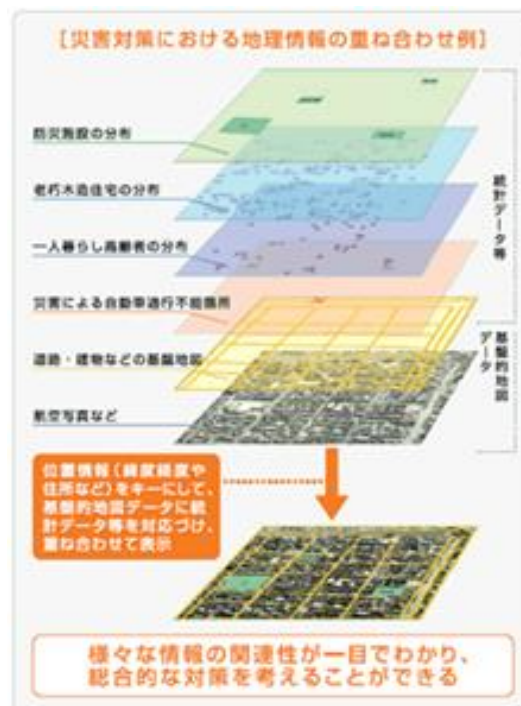 ［災害対策における地理情報の重ね合わせ例］
防災施設の分布
老朽木造住宅の分布
一人暮らし高齢者の分布
災害による自動車通行不能箇所
道路・建物などの基盤地図
航空写真など
統計データ等
基盤的地図
データ
位置情報（緯度経度や
住所など）をキーにして、
基盤的地図データに統
計データ等を対応づけ、
重ね合わせて表示
様々な情報の関連性が一目でわかり、
総合的な対策を考えることができる